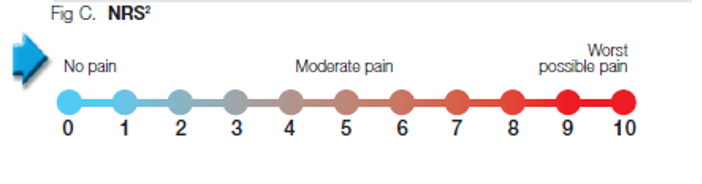 Fig C. NRS²
No pain
Moderate pain
Worst
possible pain
0 1 2 3 4 5 6 7 8 9 10